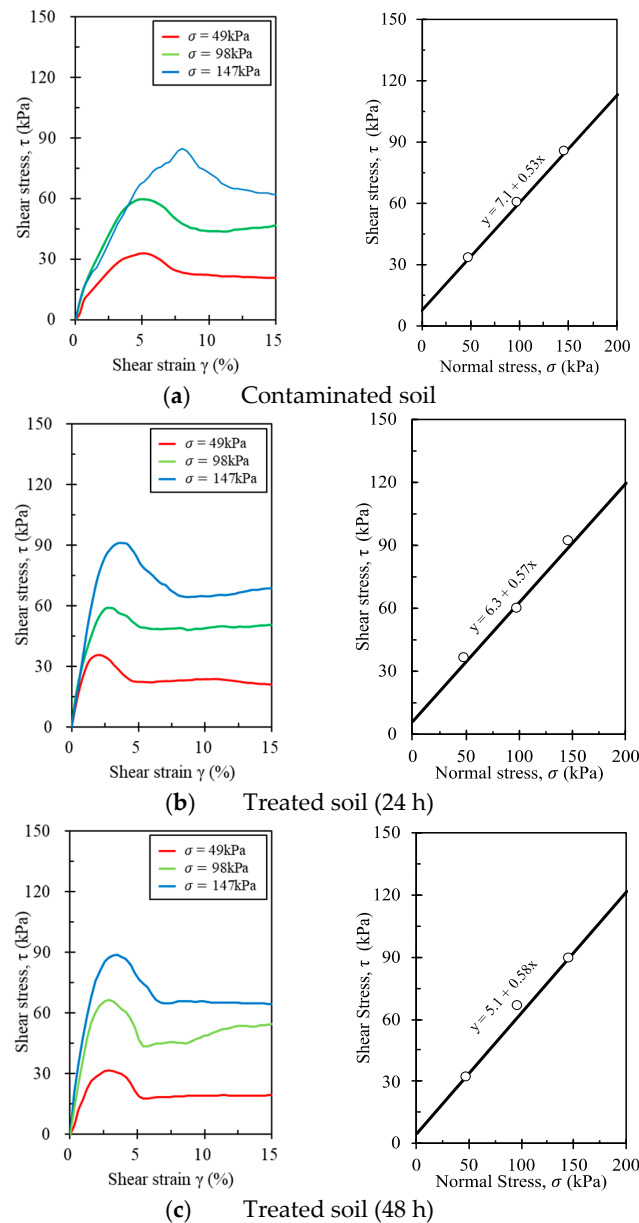 150
120
90
60
30
0
Shear stress, τ (kPa)
σ = 49kPa
σ = 98kPa
σ = 147kPa
0 5 10 15
Shear strain γ (%)
150
120
90
60
30
0
Shear stress, τ (kPa)
y = 7.1 + 0.53x
0 50 100 150 200
Normal stress, σ (kPa)
(a) Contaminated soil
150
120
90
60
30
0
Shear stress, τ (kPa)
σ = 49kPa
σ = 98kPa
σ = 147kPa
0 5 10 15
Shear strain γ (%)
150
120
90
60
30
0
Shear stress, τ (kPa)
y = 6.3 + 0.57x
0 50 100 150 200
Normal stress, σ (kPa)
(b) Treated soil (24 h)
150
120
90
60
30
0
Shear stress, τ (kPa)
σ = 49kPa
σ = 98kPa
σ = 147kPa
0 5 10 15
Shear strain γ (%)
150
120
90
60
30
0
Shear Stress, τ (kPa)
y = 5.1 + 0.58x
0 50 100 150 200
Normal Stress, σ (kPa)
(c) Treated soil (48 h)